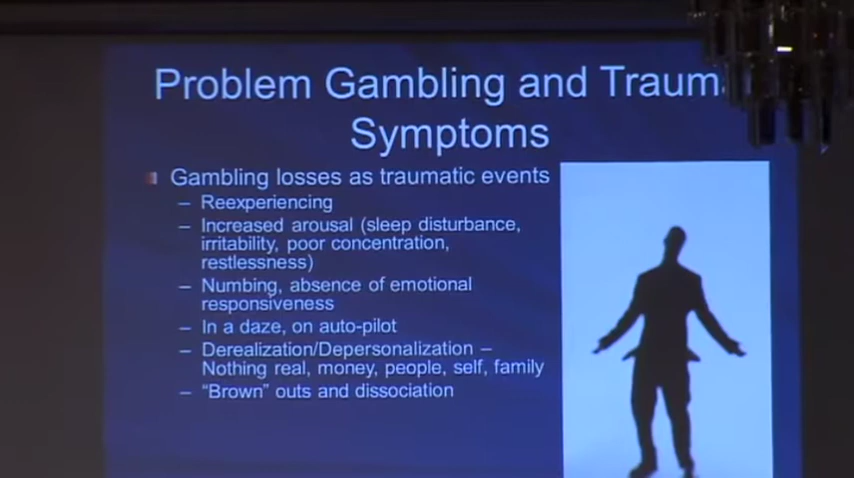 Problem Gambling and Traum
Symptoms
Gambling losses as traumatic events
– Reexperiencing
– Increased arousal (sleep disturbance,
irritability, poor concentration,
restlessness)
– Numbing, absence of emotional
responsiveness
– In a daze, on auto-pilot
– Derealization/Depersonalization –
Nothing real, money, people, self, family
– “Brown” outs and dissociation